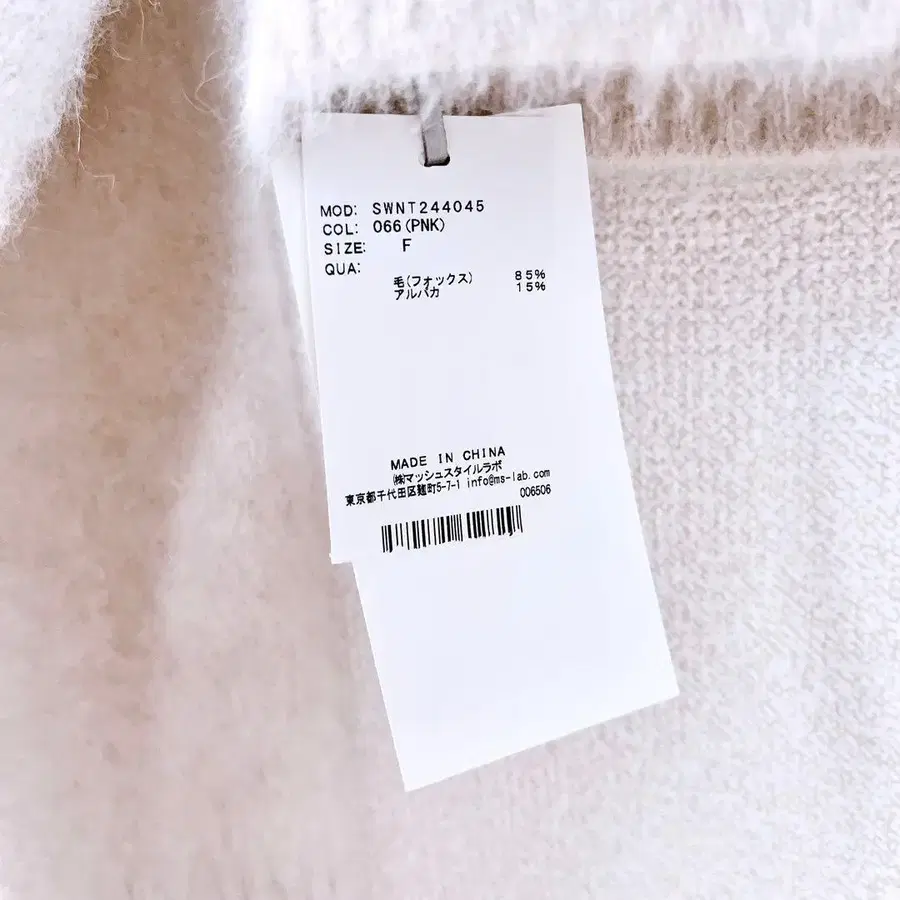 MOD: SWNT244045
COL: 066(PNK)
SIZE: F
QUA:
毛(フォックス) 85%
アルパカ 15%
MADE IN CHINA
㈱マッシュスタイルラボ
東京都千代田区麹町5-7-1 info@ms-lab.com
006506